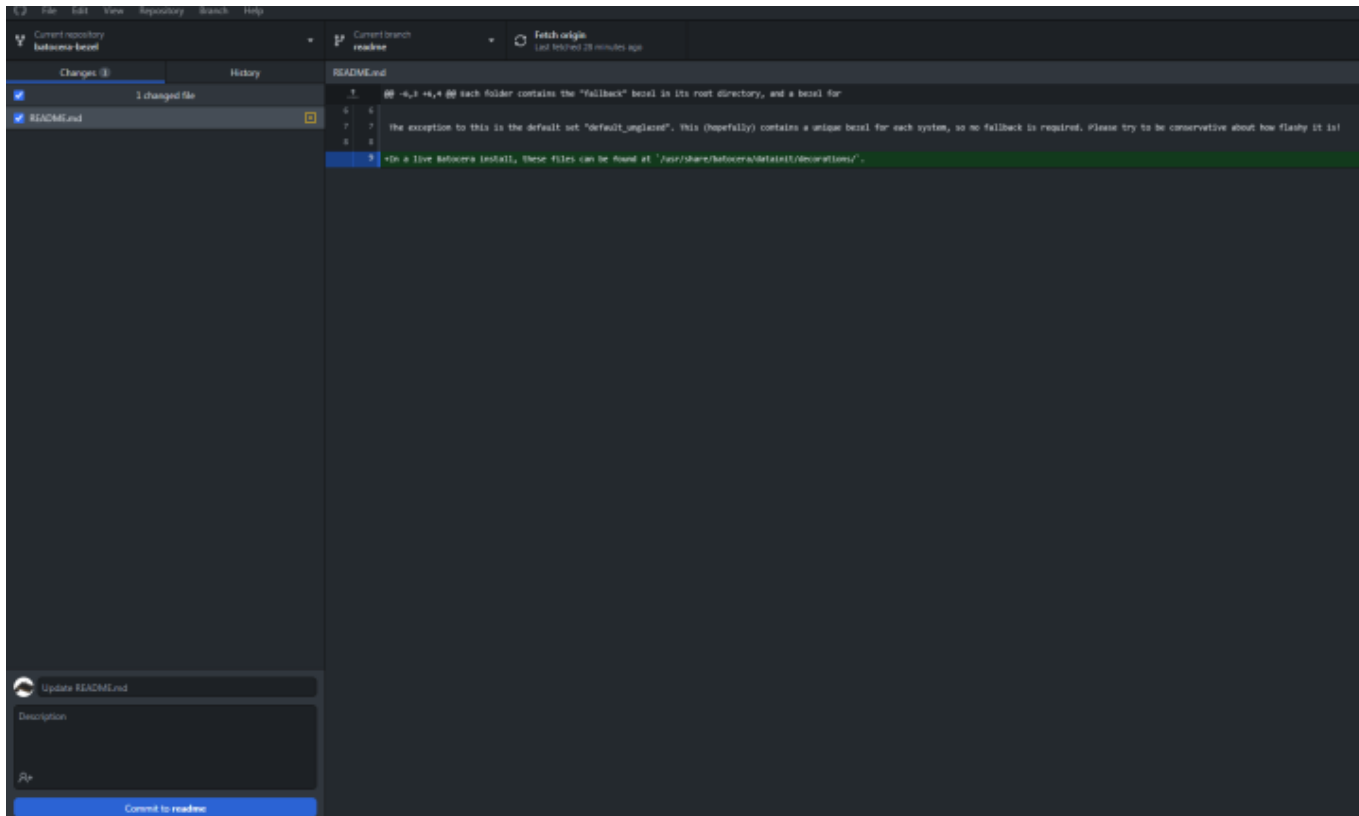 File Edit View Repository Branch Help
Current repository
batocera-bezel
Current branch
readme
Fetch origin
Last fetched 28 minutes ago
Changes 1
History
README.md
1 changed file
@@ -6,3 +6,4 @@ Each folder contains the "fallback" bezel in its root directory, and a bezel for
README.md
6 6
7 7 The exception to this is the default set "default_unglazed". This (hopefully) contains a unique bezel for each system, so no fallback is required. Please try to be conservative about how flashy it is!
8 8
9 +In a live Batocera install, these files can be found at `/usr/share/batocera/datainit/decorations/`.
Update README.md
Description
Commit to readme